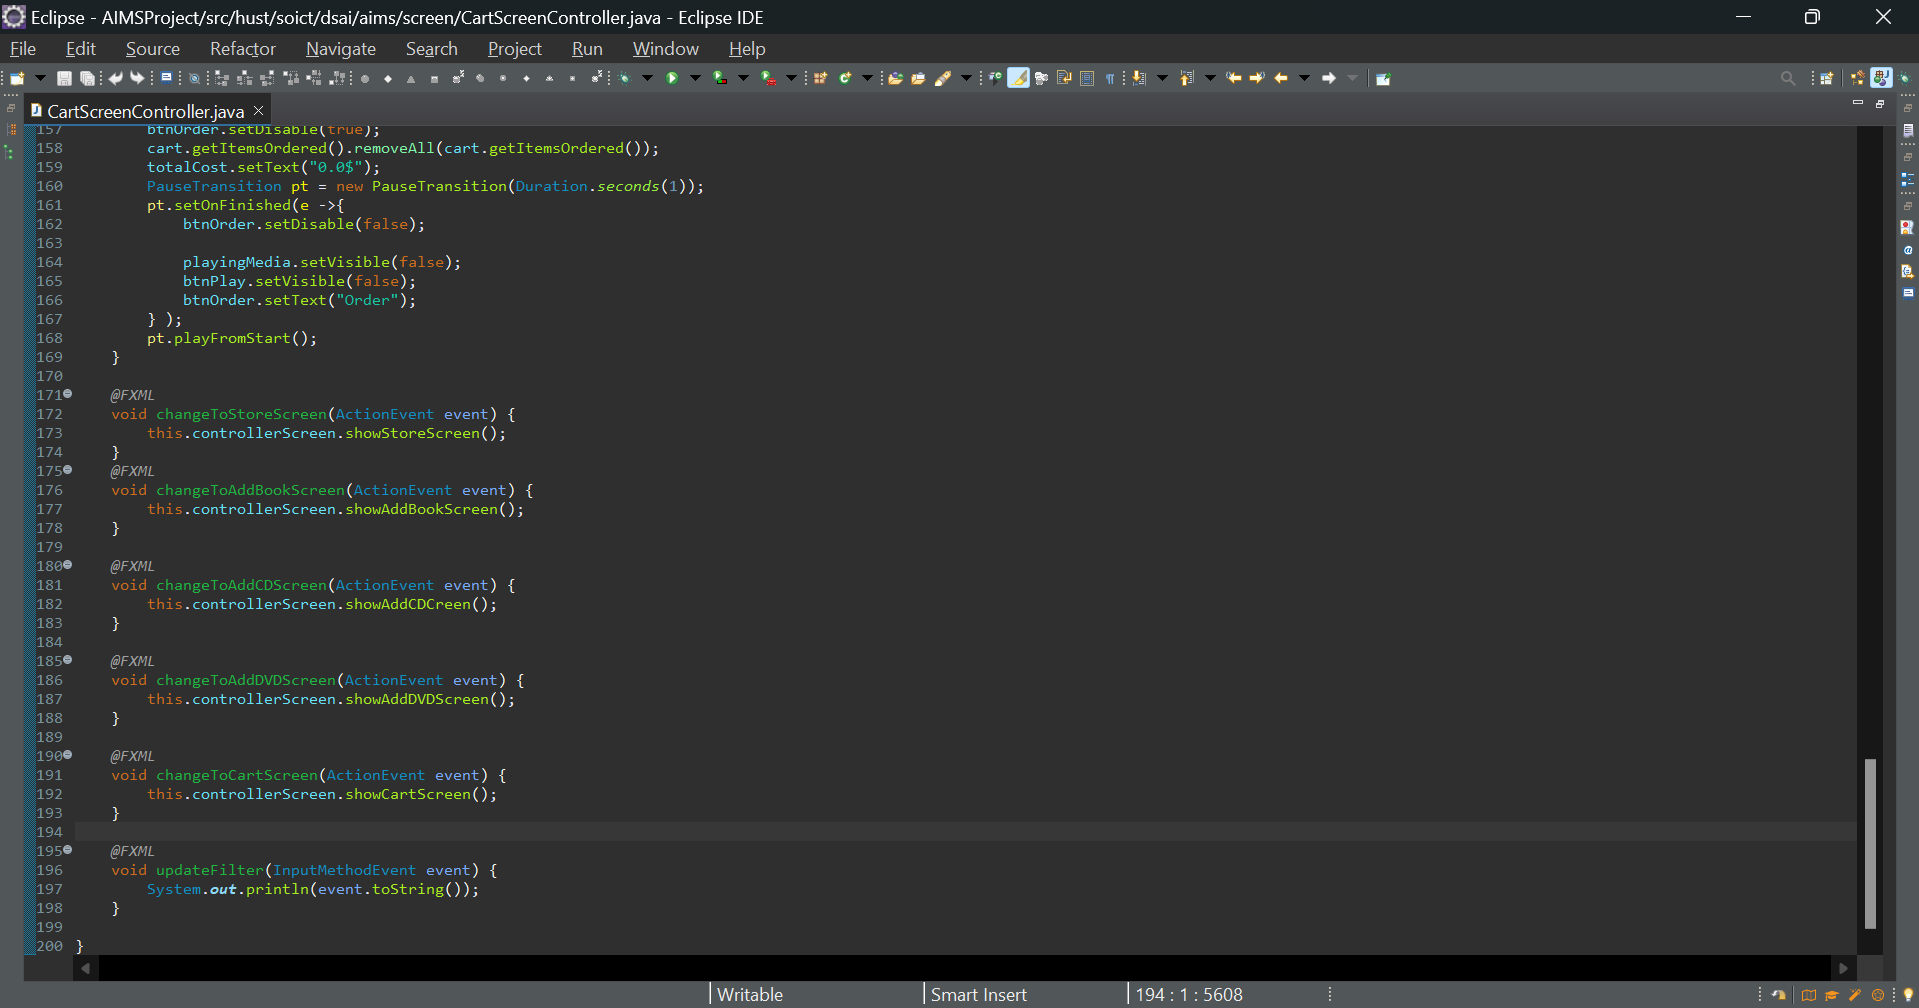 Eclipse - AIMSProject/src/hust/soict/dsai/aims/screen/CartScreenController.java - Eclipse IDE
File Edit Source Refactor Navigate Search Project Run Window Help
CartScreenController.java
157 btnOrder.setDisable(true);
158 cart.getItemsOrdered().removeAll(cart.getItemsOrdered());
159 totalCost.setText("0.0$");
160 PauseTransition pt = new PauseTransition(Duration.seconds(1));
161 pt.setOnFinished(e ->{
162 btnOrder.setDisable(false);
163
164 playingMedia.setVisible(false);
165 btnPlay.setVisible(false);
166 btnOrder.setText("Order");
167 } );
168 pt.playFromStart();
169 }
170
171 @FXML
172 void changeToStoreScreen(ActionEvent event) {
173 this.controllerScreen.showStoreScreen();
174 }
175 @FXML
176 void changeToAddBookScreen(ActionEvent event) {
177 this.controllerScreen.showAddBookScreen();
178 }
179
180 @FXML
181 void changeToAddCDScreen(ActionEvent event) {
182 this.controllerScreen.showAddCDCreen();
183 }
184
185 @FXML
186 void changeToAddDVDScreen(ActionEvent event) {
187 this.controllerScreen.showAddDVDScreen();
188 }
189
190 @FXML
191 void changeToCartScreen(ActionEvent event) {
192 this.controllerScreen.showCartScreen();
193 }
194
195 @FXML
196 void updateFilter(InputMethodEvent event) {
197 System.out.println(event.toString());
198 }
199
200 }
Writable Smart Insert 194 : 1 : 5608